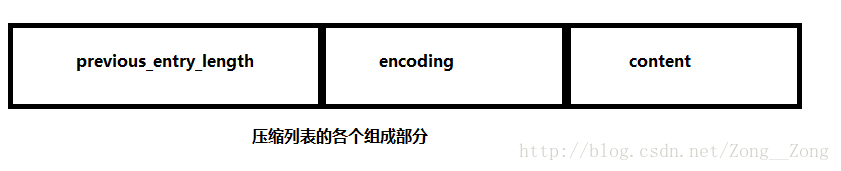 previous_entry_length encoding content
压缩列表的各个组成部分
http://blog.csdn.net/Zong__Zong